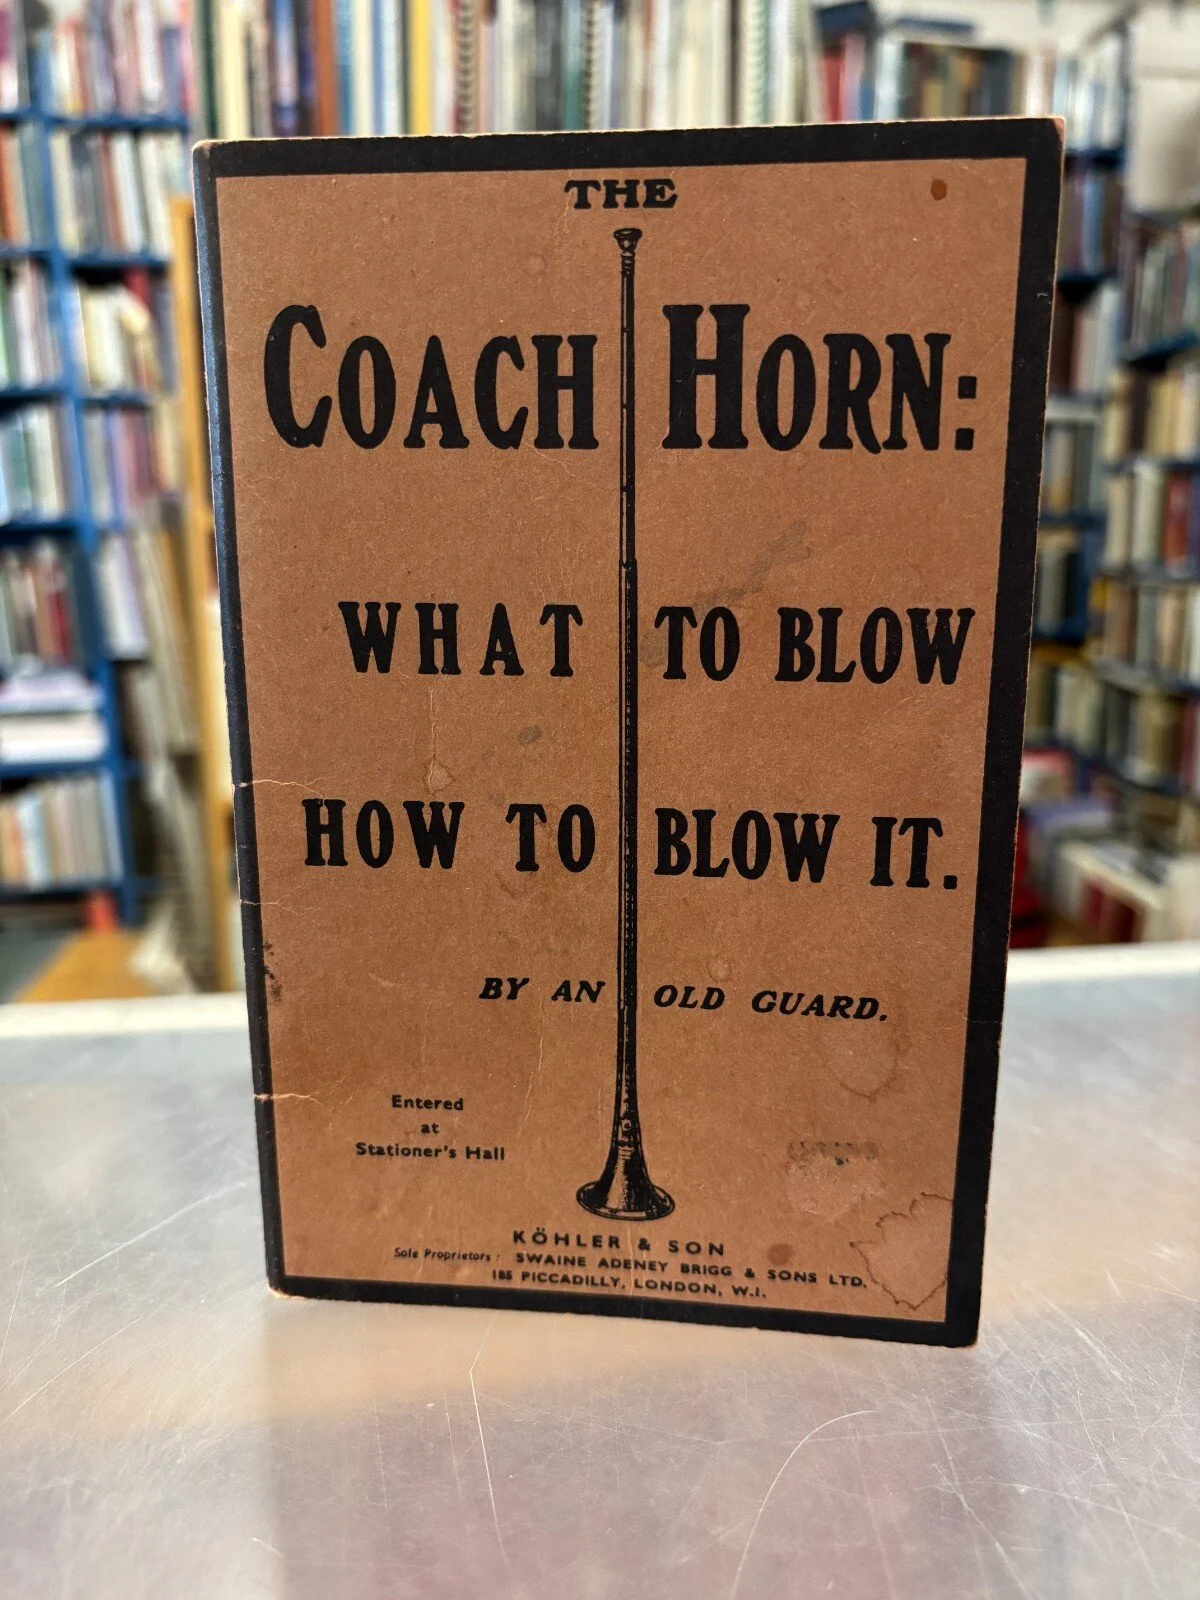 THE
COACH HORN:
WHAT TO BLOW
HOW TO BLOW IT.
BY AN OLD GUARD.
Entered
at
Stationer's Hall
KÖHLER & SON
Sole Proprietors: SWAINE ADENEY BRIGG & SONS LTD.
185 PICCADILLY, LONDON, W.I.